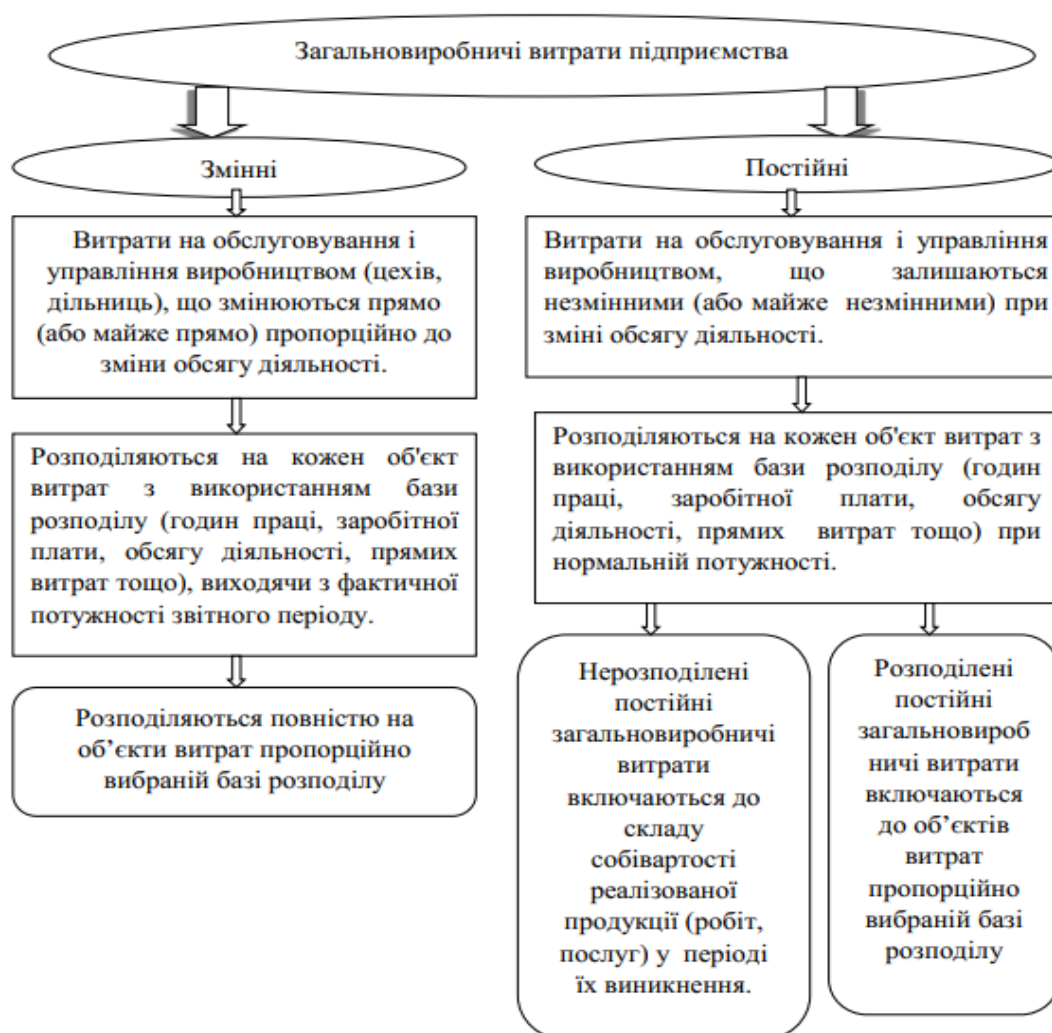 Загальновиробничі витрати підприємства
Змінні
Витрати на обслуговування і
управління виробництвом (цехів,
дільниць), що змінюються прямо
(або майже прямо) пропорційно до
зміни обсягу діяльності.
Розподіляються на кожен об'єкт
витрат з використанням бази
розподілу (годин праці, заробітної
плати, обсягу діяльності, прямих
витрат тощо), виходячи з фактичної
потужності звітного періоду.
Розподіляються повністю на
об’єкти витрат пропорційно
вибраній базі розподілу
Постійні
Витрати на обслуговування і управління
виробництвом, що залишаються
незмінними (або майже незмінними) при
зміні обсягу діяльності.
Розподіляються на кожен об'єкт витрат з
використанням бази розподілу (годин
праці, заробітної плати, обсягу
діяльності, прямих витрат тощо) при
нормальній потужності.
Нерозподілені
постійні
загальновиробничі
витрати
включаються до
складу
собівартості
реалізованої
продукції (робіт,
послуг) у періоді
їх виникнення.
Розподілені
постійні
загальновироб
ничі витрати
включаються
до об’єктів
витрат
пропорційно
вибраній базі
розподілу